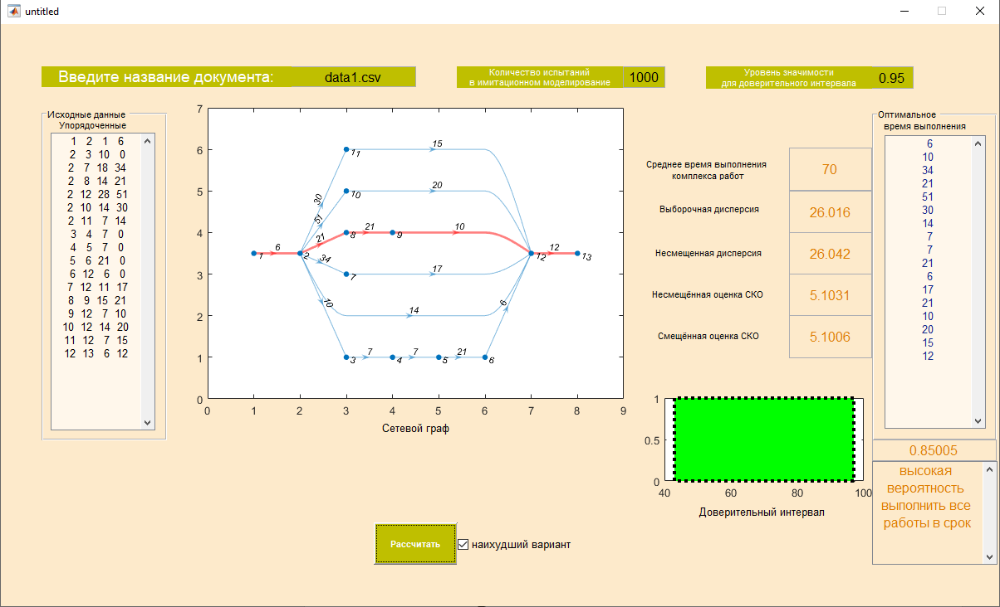 untitled
Введите название документа: data1.csv
Количество испытаний
в имитационном моделирование 1000
Уровень значимости
для доверительного интервала 0.95
Исходные данные
Упорядоченные
1 2 1 6
2 3 10 0
2 7 18 34
2 8 14 21
2 12 28 51
2 10 14 30
2 11 7 14
3 4 7 0
4 5 7 0
5 6 21 0
6 12 6 0
7 12 11 17
8 9 15 21
9 12 7 10
10 12 14 20
11 12 7 15
12 13 6 12
7
6
5
4
3
2
1
0
0 1 2 3 4 5 6 7 8 9
11 15
30
10 20
51
21 8 21 9 10
1 6 2 12 12 13
34 7 17
10 14 6
3 7 4 7 5 21 6
Сетевой граф
Среднее время выполнения
комплекса работ 70
Выборочная дисперсия 26.016
Несмещенная дисперсия 26.042
Несмещённая оценка СКО 5.1031
Смещённая оценка СКО 5.1006
1
0.5
0
40 60 80 100
Доверительный интервал
Оптимальное
время выполнения
6
10
34
21
51
30
14
7
7
21
6
17
21
10
20
15
12
0.85005
высокая
вероятность
выполнить все
работы в срок
Рассчитать
наихудший вариант